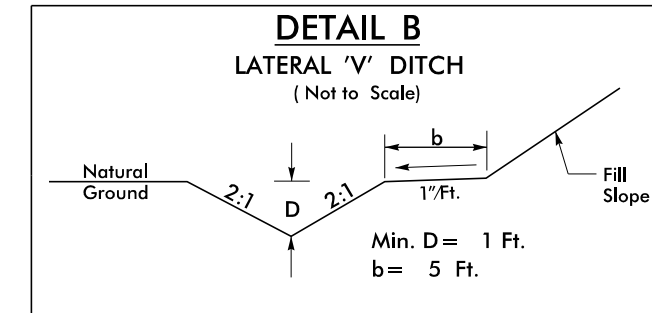 DETAIL B
LATERAL 'V' DITCH
( Not to Scale)
Natural
Ground
2:1
D
2:1
b
1"/Ft.
Fill
Slope
Min. D = 1 Ft.
b = 5 Ft.